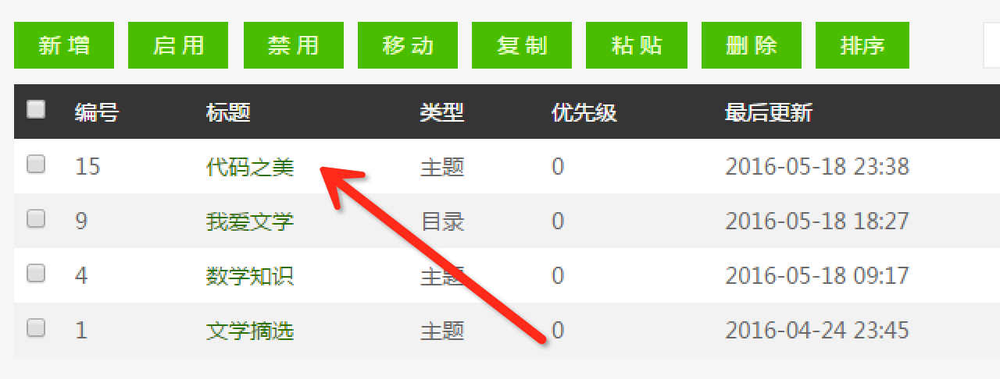 新 增 启 用 禁 用 移 动 复 制 粘 贴 删 除 排序
编号 标题 类型 优先级 最后更新
15 代码之美 主题 0 2016-05-18 23:38
9 我爱文学 目录 0 2016-05-18 18:27
4 数学知识 主题 0 2016-05-18 09:17
1 文学摘选 主题 0 2016-04-24 23:45